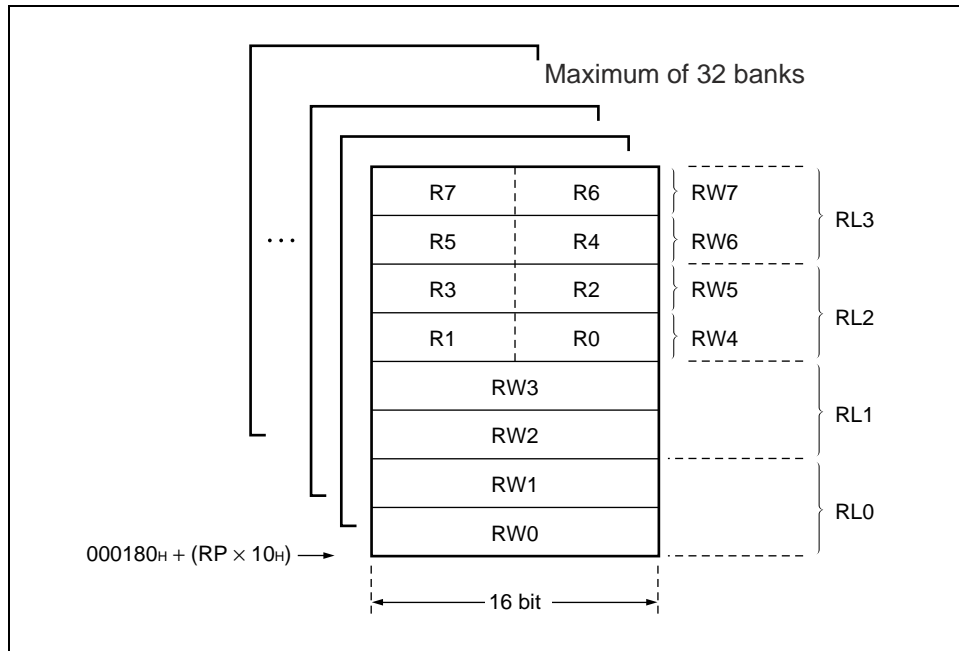 Maximum of 32 banks
R7 R6 RW7
RL3
R5 R4 RW6
...
R3 R2 RW5
RL2
R1 R0 RW4
RW3
RL1
RW2
RW1
RL0
RW0
000180H + (RP × 10H)
16 bit